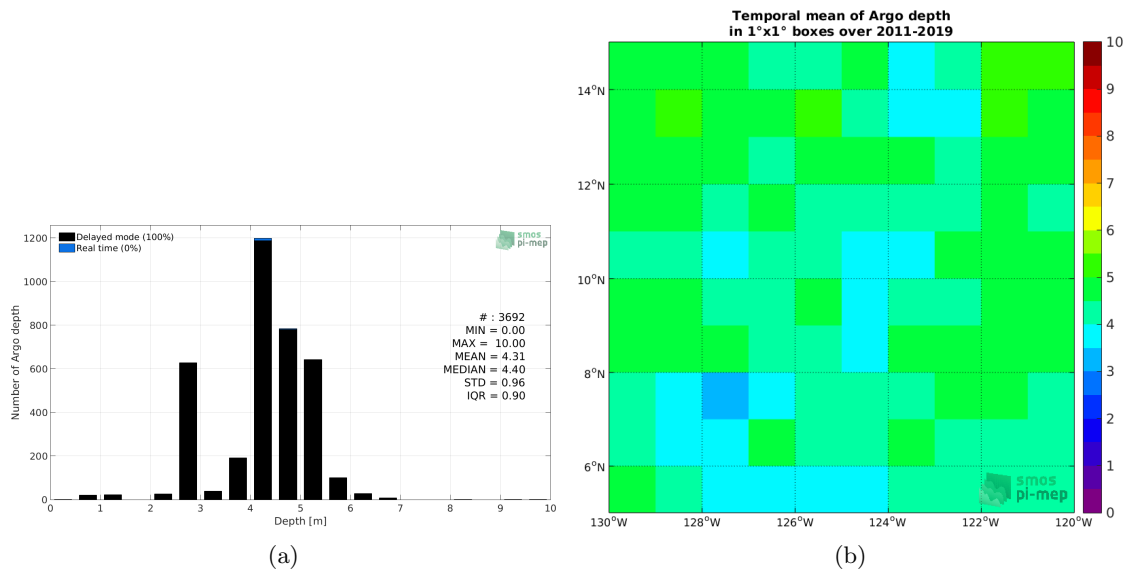 Temporal mean of Argo depth
in 1°x1° boxes over 2011-2019
Delayed mode (100%)
Real time (0%)
smos
pi-mep
# : 3692
MIN = 0.00
MAX = 10.00
MEAN = 4.31
MEDIAN = 4.40
STD = 0.96
IQR = 0.90
Number of Argo depth
1200
1000
800
600
400
200
0
0 1 2 3 4 5 6 7 8 9 10
Depth [m]
(a)
14°N
12°N
10°N
8°N
6°N
130°W 128°W 126°W 124°W 122°W 120°W
smos
pi-mep
10
9
8
7
6
5
4
3
2
1
0
(b)